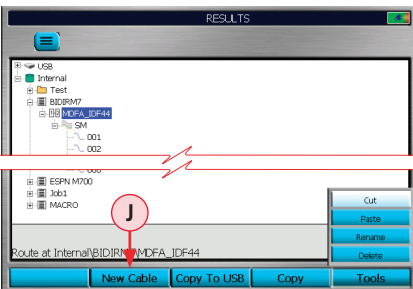 RESULTS
USB
Internal
Test
BIDIRM7
MDFA_IDF44
SM
001
002
ESPN M700
Job1
MACRO
J
Cut
Paste
Rename
Delete
Route at Internal\BIDIRM7\MDFA_IDF44
New Cable
Copy To USB
Copy
Tools